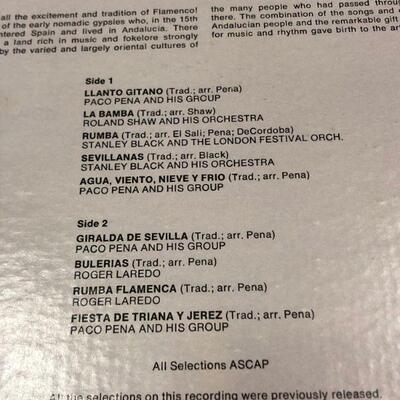 all the excitement and tradition of Flamenco!
of the early nomadic gypsies who, in the 15th
ntered Spain and lived in Andalucia. There
a land rich in music and fokelore strongly
by the varied and largely oriental cultures of
the many people who had passed through
there. The combination of the songs and
Andalucian people and the remarkable gift
for music and rhythm gave birth to the art
Side 1
LLANTO GITANO (Trad.; arr. Pena)
PACO PENA AND HIS GROUP
LA BAMBA (Trad.; arr. Shaw)
ROLAND SHAW AND HIS ORCHESTRA
RUMBA (Trad.; arr. El Sali; Pena; DeCordoba)
STANLEY BLACK AND THE LONDON FESTIVAL ORCH.
SEVILLANAS (Trad.; arr. Black)
STANLEY BLACK AND HIS ORCHESTRA
AGUA, VIENTO, NIEVE Y FRIO (Trad.; arr. Pena)
PACO PENA AND HIS GROUP
Side 2
GIRALDA DE SEVILLA (Trad.; arr. Pena)
PACO PENA AND HIS GROUP
BULERIAS (Trad.; arr. Pena)
ROGER LAREDO
RUMBA FLAMENCA (Trad.; arr. Pena)
ROGER LAREDO
FIESTA DE TRIANA Y JEREZ (Trad.; arr. Pena)
PACO PENA AND HIS GROUP
All Selections ASCAP
All the selections on this recording were previously released.